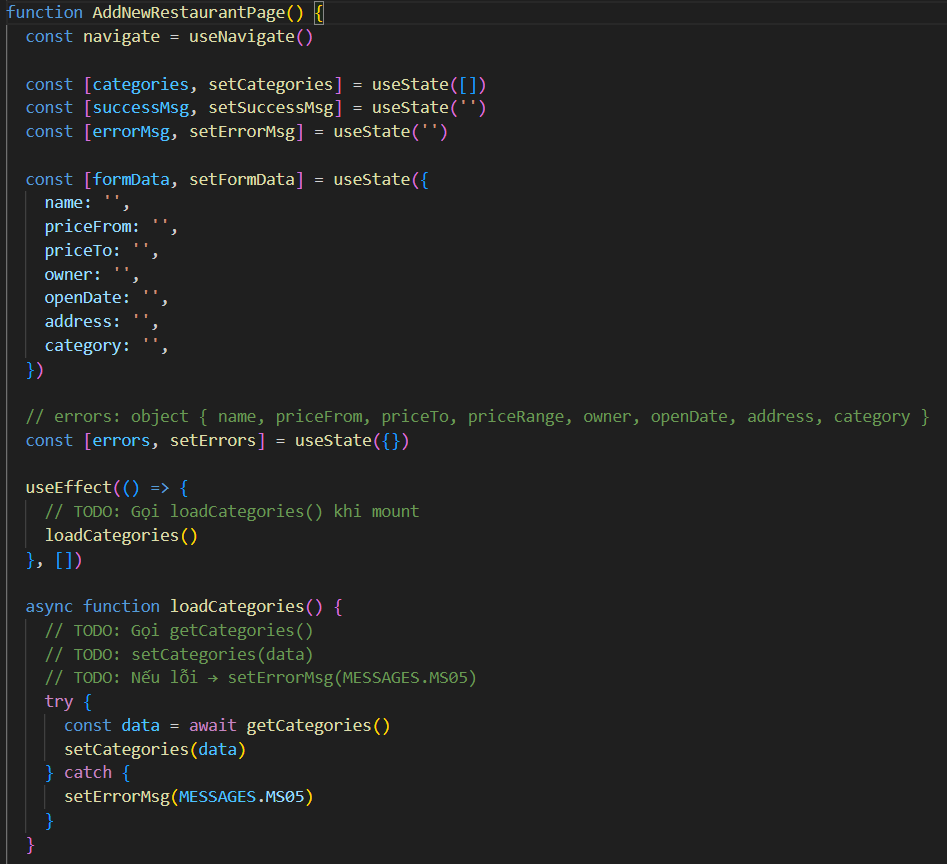 function AddNewRestaurantPage() {
  const navigate = useNavigate()

  const [categories, setCategories] = useState([])
  const [successMsg, setSuccessMsg] = useState('')
  const [errorMsg, setErrorMsg] = useState('')

  const [formData, setFormData] = useState({
    name: '',
    priceFrom: '',
    priceTo: '',
    owner: '',
    openDate: '',
    address: '',
    category: '',
  })

  // errors: object { name, priceFrom, priceTo, priceRange, owner, openDate, address, category }
  const [errors, setErrors] = useState({})

  useEffect(() => {
    // TODO: Gọi loadCategories() khi mount
    loadCategories()
  }, [])

  async function loadCategories() {
    // TODO: Gọi getCategories()
    // TODO: setCategories(data)
    // TODO: Nếu lỗi → setErrorMsg(MESSAGES.MS05)
    try {
      const data = await getCategories()
      setCategories(data)
    } catch {
      setErrorMsg(MESSAGES.MS05)
    }
  }